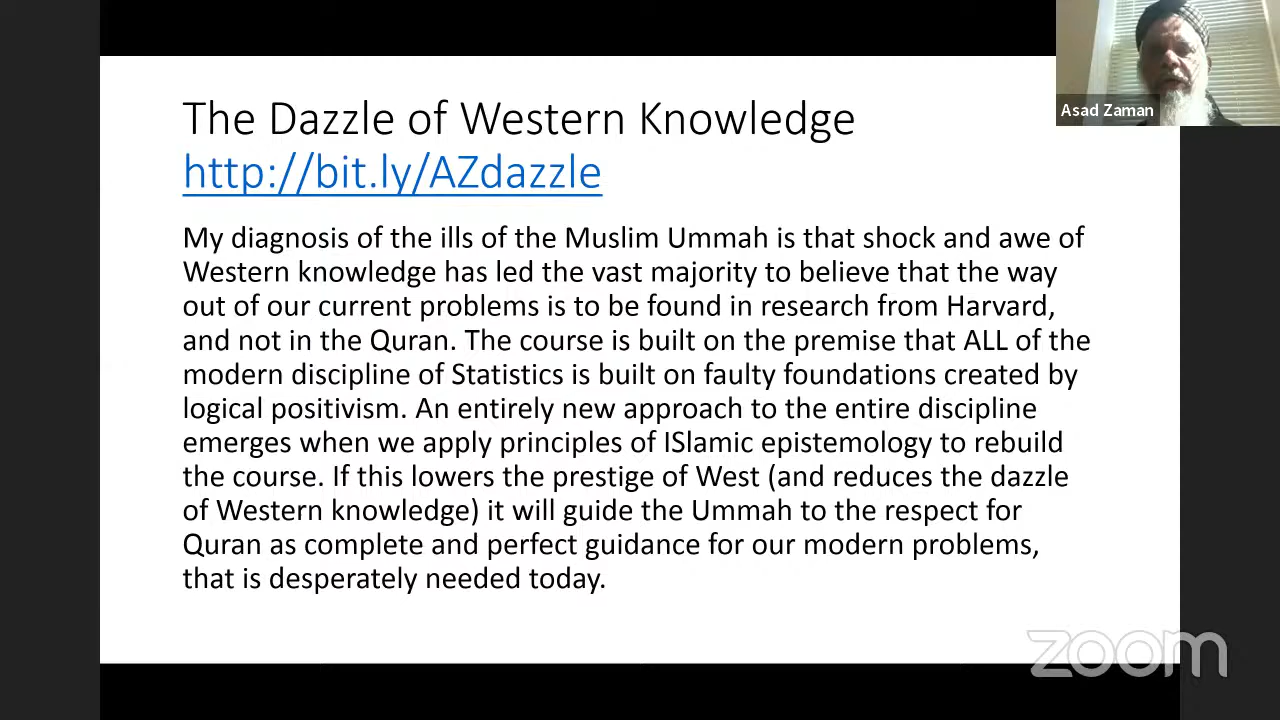 Asad Zaman
The Dazzle of Western Knowledge
http://bit.ly/AZdazzle
My diagnosis of the ills of the Muslim Ummah is that shock and awe of
Western knowledge has led the vast majority to believe that the way
out of our current problems is to be found in research from Harvard,
and not in the Quran. The course is built on the premise that ALL of the
modern discipline of Statistics is built on faulty foundations created by
logical positivism. An entirely new approach to the entire discipline
emerges when we apply principles of ISlamic epistemology to rebuild
the course. If this lowers the prestige of West (and reduces the dazzle
of Western knowledge) it will guide the Ummah to the respect for
Quran as complete and perfect guidance for our modern problems,
that is desperately needed today.
zoom